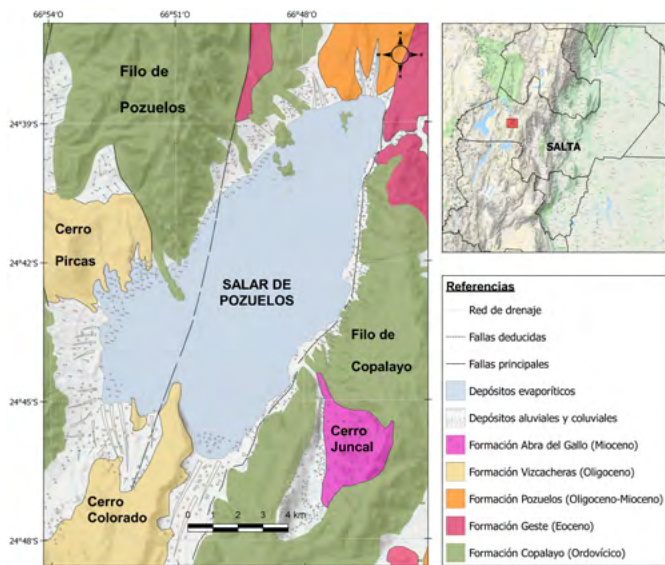 66°54'O
66°51'O
66°48'O
Filo de
Pozuelos
24°39'S
Cerro
Pircas
24°42'S
SALAR DE
POZUELOS
Filo de
Copalayo
24°45'S
Cerro
Juncal
Cerro
Colorado
0 1 2 3 4 km
24°48'S
SALTA
Referencias
Red de drenaje
Fallas deducidas
Fallas principales
Depósitos evaporíticos
Depósitos aluviales y coluviales
Formación Abra del Gallo (Mioceno)
Formación Vizcacheras (Oligoceno)
Formación Pozuelos (Oligoceno-Mioceno)
Formación Geste (Eoceno)
Formación Copalayo (Ordovícico)